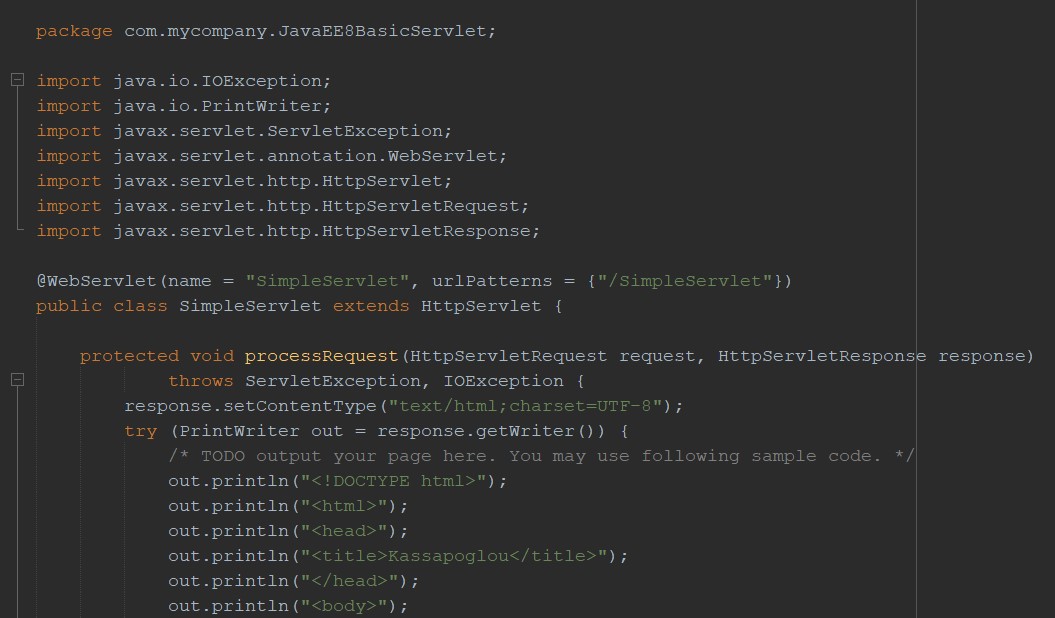 package com.mycompany.JavaEE8BasicServlet;
import java.io.IOException;
import java.io.PrintWriter;
import javax.servlet.ServletException;
import javax.servlet.annotation.WebServlet;
import javax.servlet.http.HttpServlet;
import javax.servlet.http.HttpServletRequest;
import javax.servlet.http.HttpServletResponse;
@WebServlet(name = "SimpleServlet", urlPatterns = {"/SimpleServlet"})
public class SimpleServlet extends HttpServlet {
protected void processRequest(HttpServletRequest request, HttpServletResponse response)
throws ServletException, IOException {
response.setContentType("text/html;charset=UTF-8");
try (PrintWriter out = response.getWriter()) {
/* TODO output your page here. You may use following sample code. */
out.println("<!DOCTYPE html>");
out.println("<html>");
out.println("<head>");
out.println("<title>Kassapoglou</title>");
out.println("</head>");
out.println("<body>");